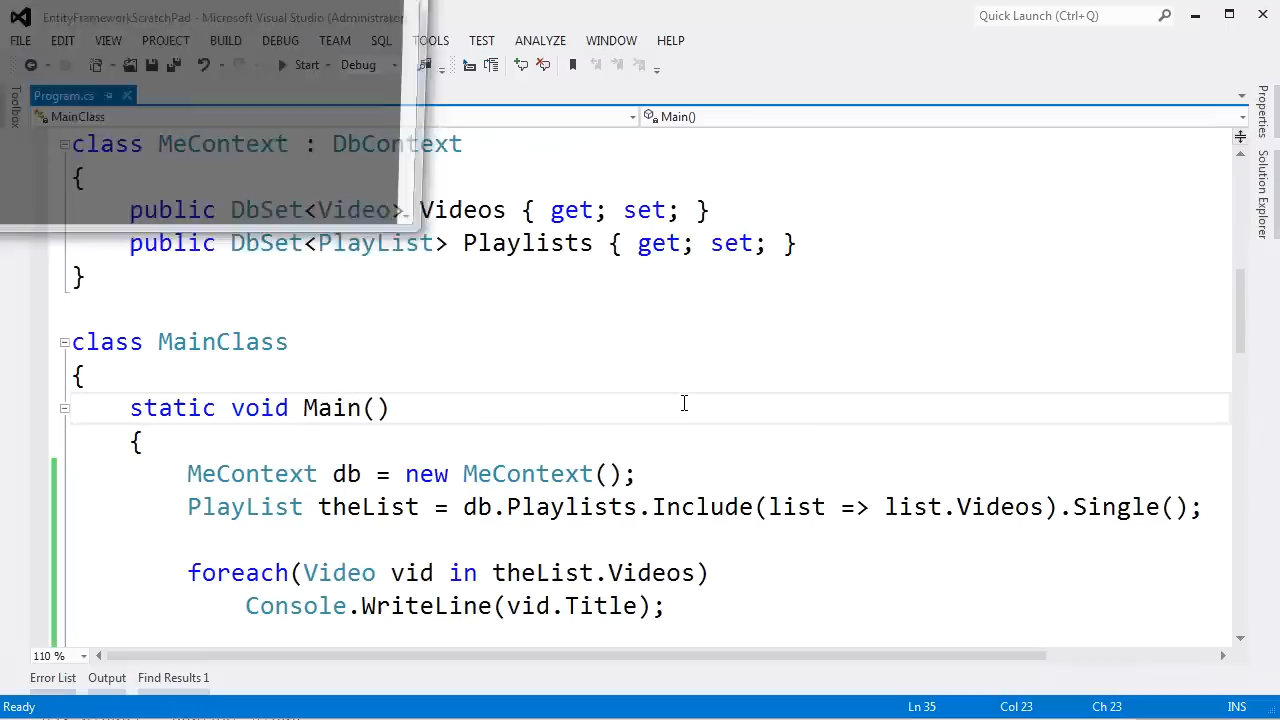 EntityFrameworkScratchPad - Microsoft Visual Studio (Administrator)
Quick Launch (Ctrl+Q)
FILE EDIT VIEW PROJECT BUILD DEBUG TEAM SQL TOOLS TEST ANALYZE WINDOW HELP
Start Debug
Toolbox
Program.cs
MainClass Main()
class MeContext : DbContext
{
public DbSet<Video> Videos { get; set; }
public DbSet<PlayList> Playlists { get; set; }
}
class MainClass
{
static void Main()
{
MeContext db = new MeContext();
PlayList theList = db.Playlists.Include(list => list.Videos).Single();
foreach(Video vid in theList.Videos)
Console.WriteLine(vid.Title);
Properties
Solution Explorer
110 %
Error List Output Find Results 1
Ready Ln 35 Col 23 Ch 23 INS